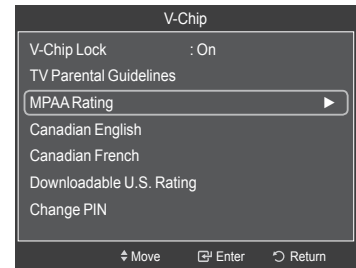 V-Chip
V-Chip Lock : On
TV Parental Guidelines
MPAA Rating ►
Canadian English
Canadian French
Downloadable U.S. Rating
Change PIN
Move Enter Return